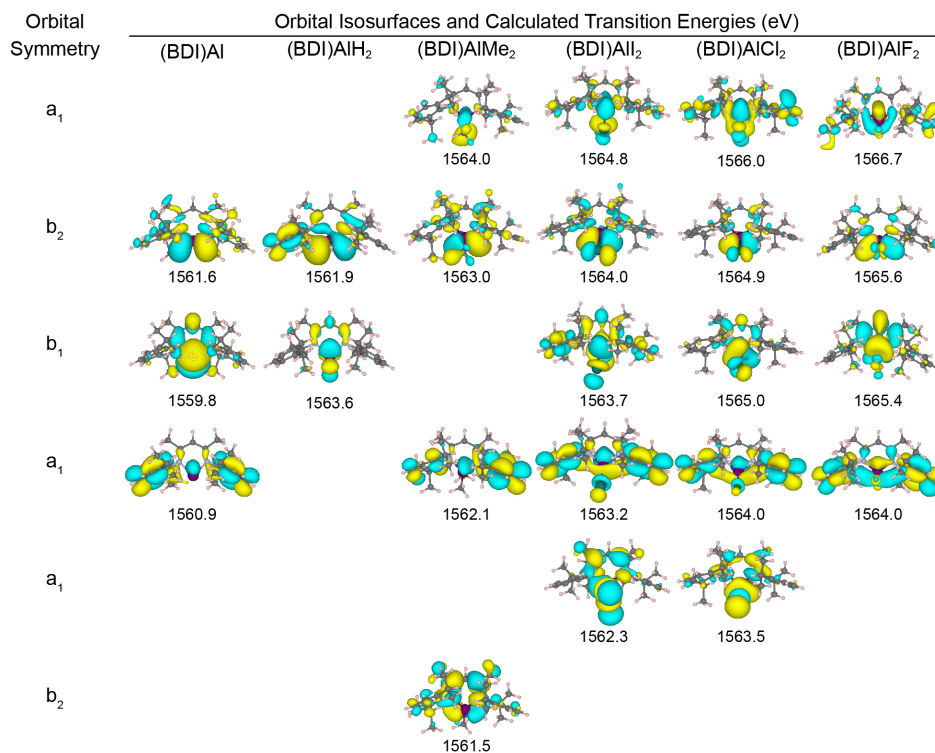 Orbital Symmetry
Orbital Isosurfaces and Calculated Transition Energies (eV)
(BDI)Al (BDI)AlH₂ (BDI)AlMe₂ (BDI)AlI₂ (BDI)AlCl₂ (BDI)AlF₂
a₁
1564.0 1564.8 1566.0 1566.7
b₂
1561.6 1561.9 1563.0 1564.0 1564.9 1565.6
b₁
1559.8 1563.6 1563.7 1565.0 1565.4
a₁
1560.9 1562.1 1563.2 1564.0 1564.0
a₁
1562.3 1563.5
b₂
1561.5